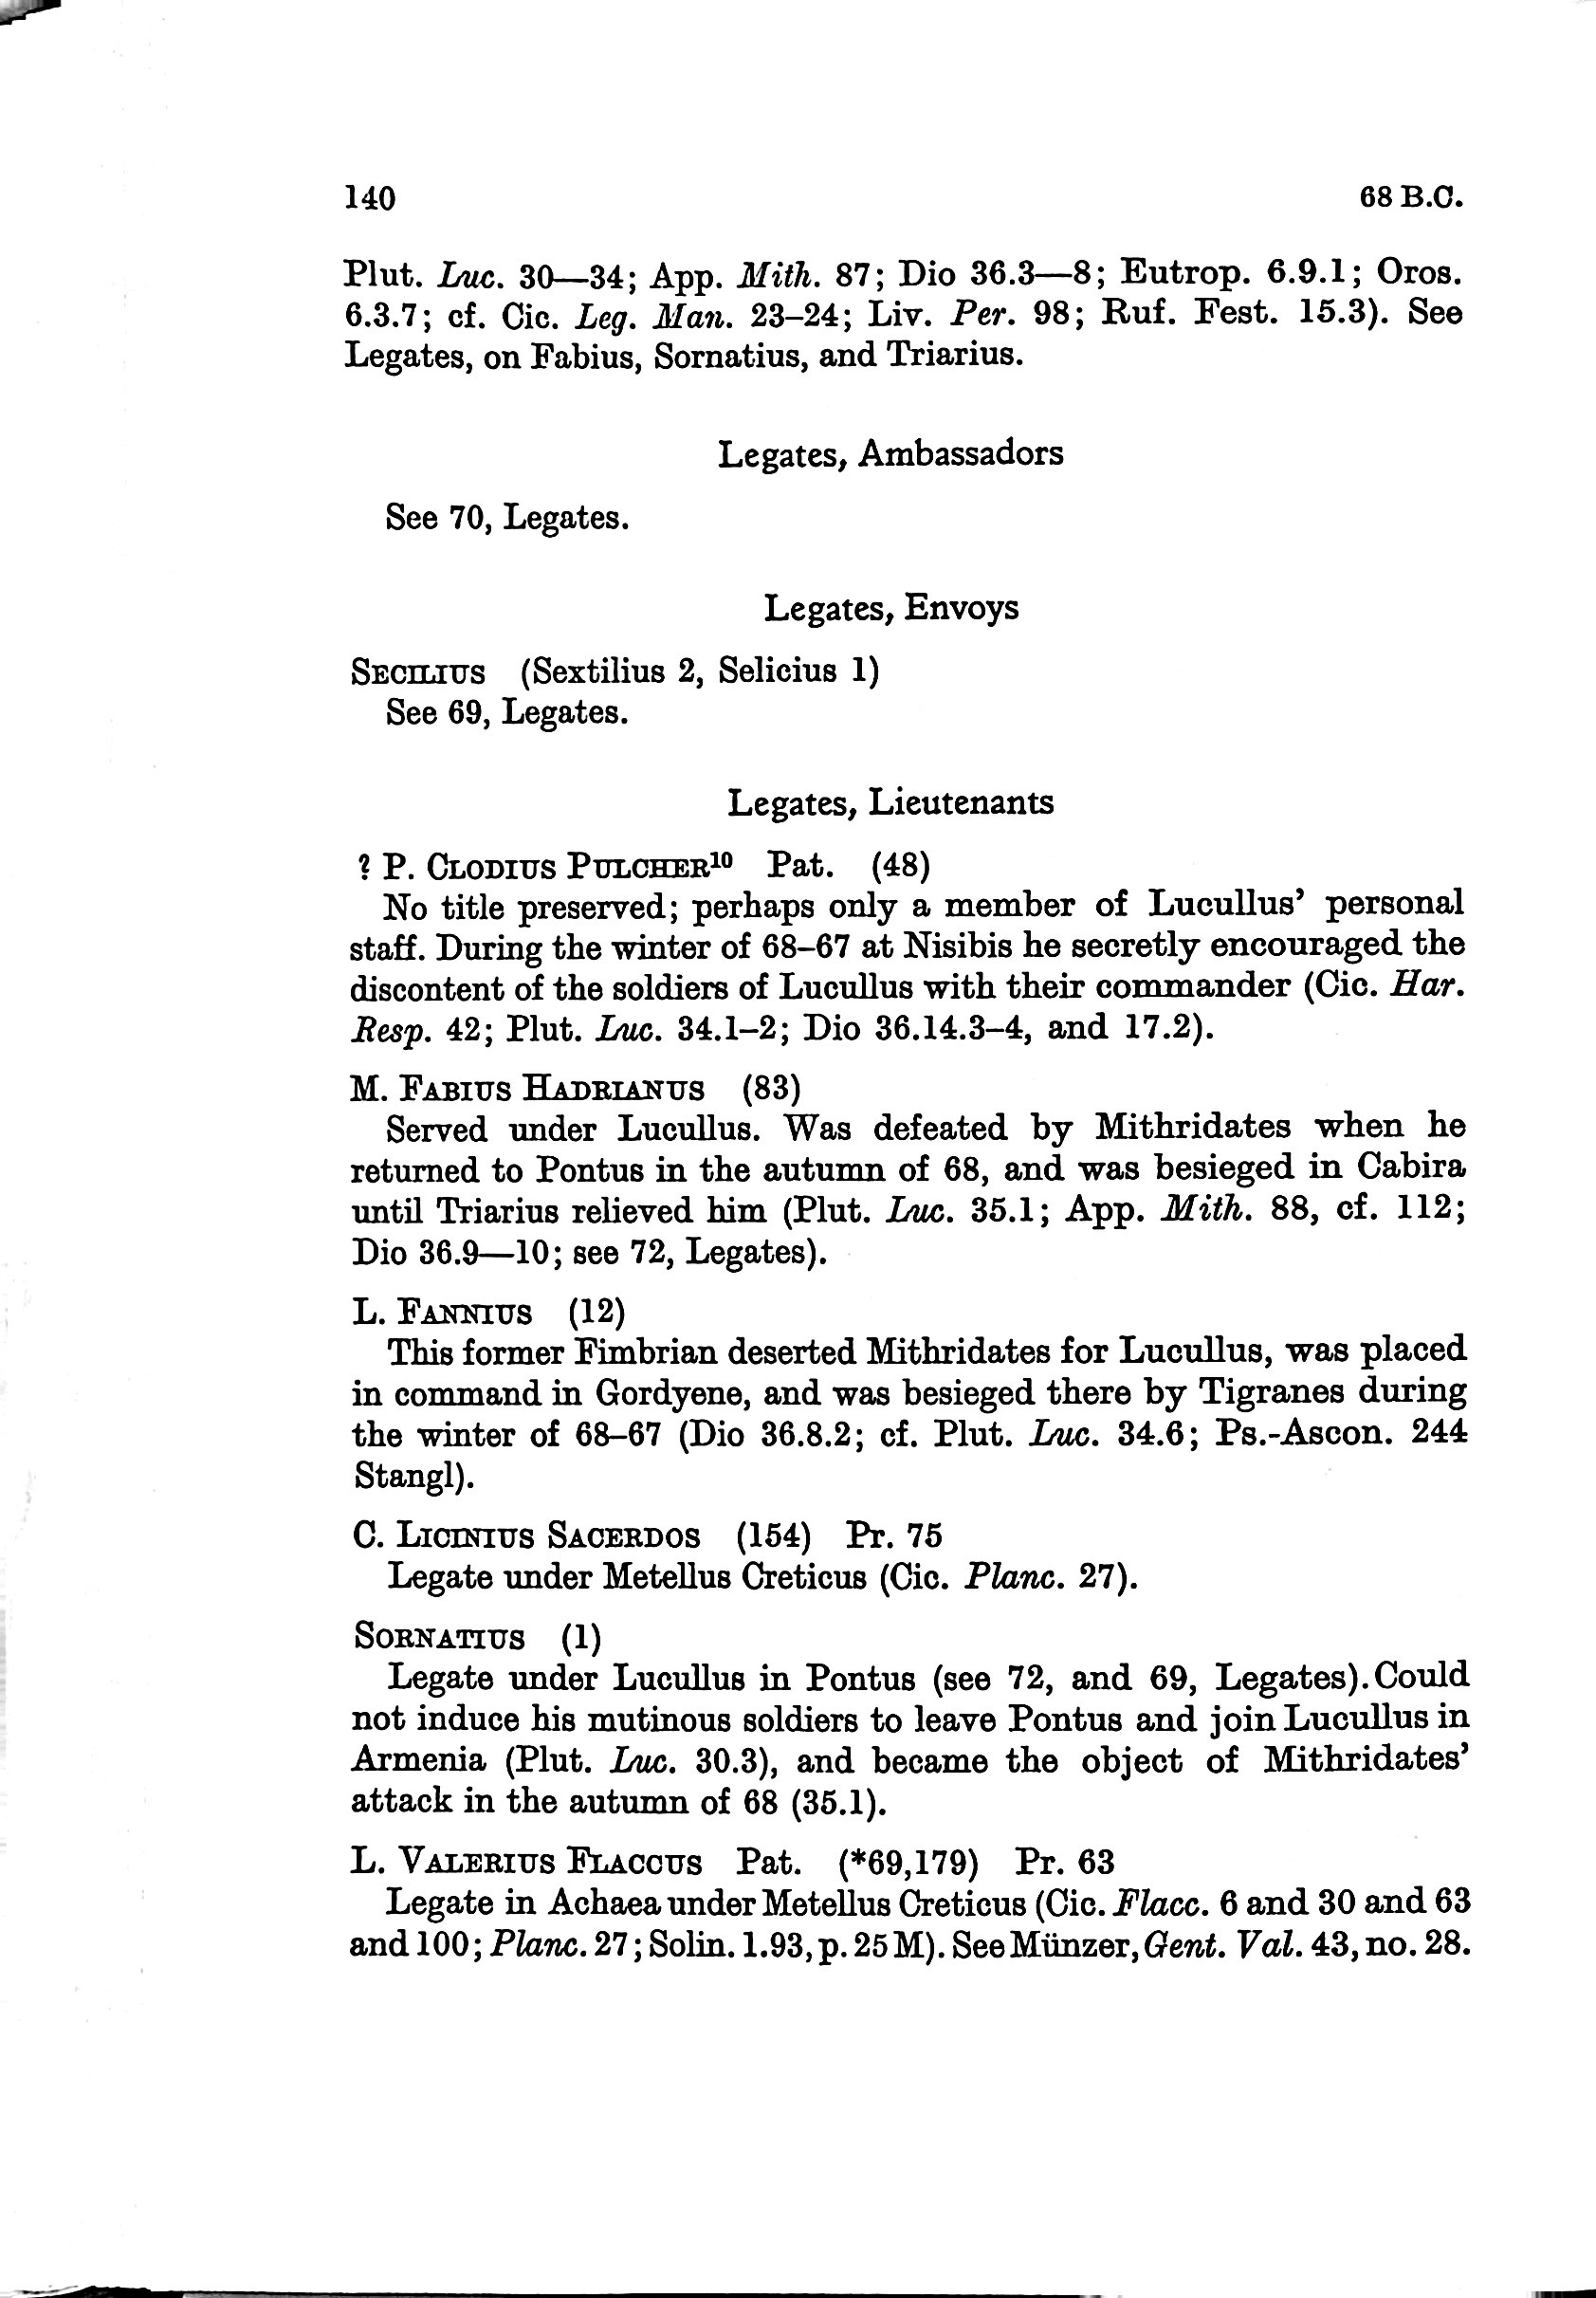 140 68 B.C.
Plut. Luc. 30—34; App. Mith. 87; Dio 36.3—8; Eutrop. 6.9.1; Oros.
6.3.7; cf. Cic. Leg. Man. 23–24; Liv. Per. 98; Ruf. Fest. 15.3). See
Legates, on Fabius, Sornatius, and Triarius.
Legates, Ambassadors
See 70, Legates.
Legates, Envoys
SECILIUS (Sextilius 2, Selicius 1)
See 69, Legates.
Legates, Lieutenants
? P. CLODIUS PULCHER¹⁰ Pat. (48)
No title preserved; perhaps only a member of Lucullus’ personal
staff. During the winter of 68–67 at Nisibis he secretly encouraged the
discontent of the soldiers of Lucullus with their commander (Cic. Har.
Resp. 42; Plut. Luc. 34.1–2; Dio 36.14.3–4, and 17.2).
M. FABIUS HADRIANUS (83)
Served under Lucullus. Was defeated by Mithridates when he
returned to Pontus in the autumn of 68, and was besieged in Cabira
until Triarius relieved him (Plut. Luc. 35.1; App. Mith. 88, cf. 112;
Dio 36.9—10; see 72, Legates).
L. FANNIUS (12)
This former Fimbrian deserted Mithridates for Lucullus, was placed
in command in Gordyene, and was besieged there by Tigranes during
the winter of 68–67 (Dio 36.8.2; cf. Plut. Luc. 34.6; Ps.-Ascon. 244
Stangl).
C. LICINIUS SACERDOS (154) Pr. 75
Legate under Metellus Creticus (Cic. Planc. 27).
SORNATIUS (1)
Legate under Lucullus in Pontus (see 72, and 69, Legates). Could
not induce his mutinous soldiers to leave Pontus and join Lucullus in
Armenia (Plut. Luc. 30.3), and became the object of Mithridates’
attack in the autumn of 68 (35.1).
L. VALERIUS FLACCUS Pat. (*69,179) Pr. 63
Legate in Achaea under Metellus Creticus (Cic. Flacc. 6 and 30 and 63
and 100; Planc. 27; Solin. 1.93, p. 25 M). See Münzer, Gent. Val. 43, no. 28.